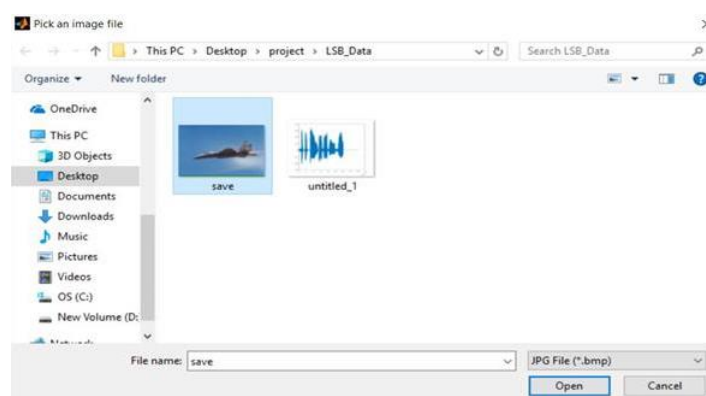 Pick an image file
This PC > Desktop > project > LSB_Data
Search LSB_Data
Organize
New folder
OneDrive
This PC
3D Objects
Desktop
Documents
Downloads
Music
Pictures
Videos
OS (C:)
New Volume (D:
Network
save
untitled_1
File name: save
JPG File (*.bmp)
Open
Cancel